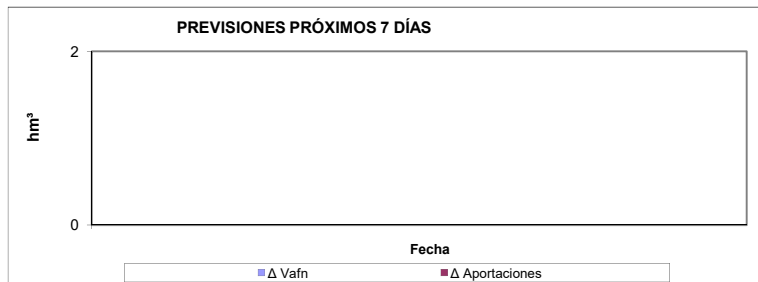 PREVISIONES PRÓXIMOS 7 DÍAS
2
hm³
0
Fecha
Δ Vafn Δ Aportaciones